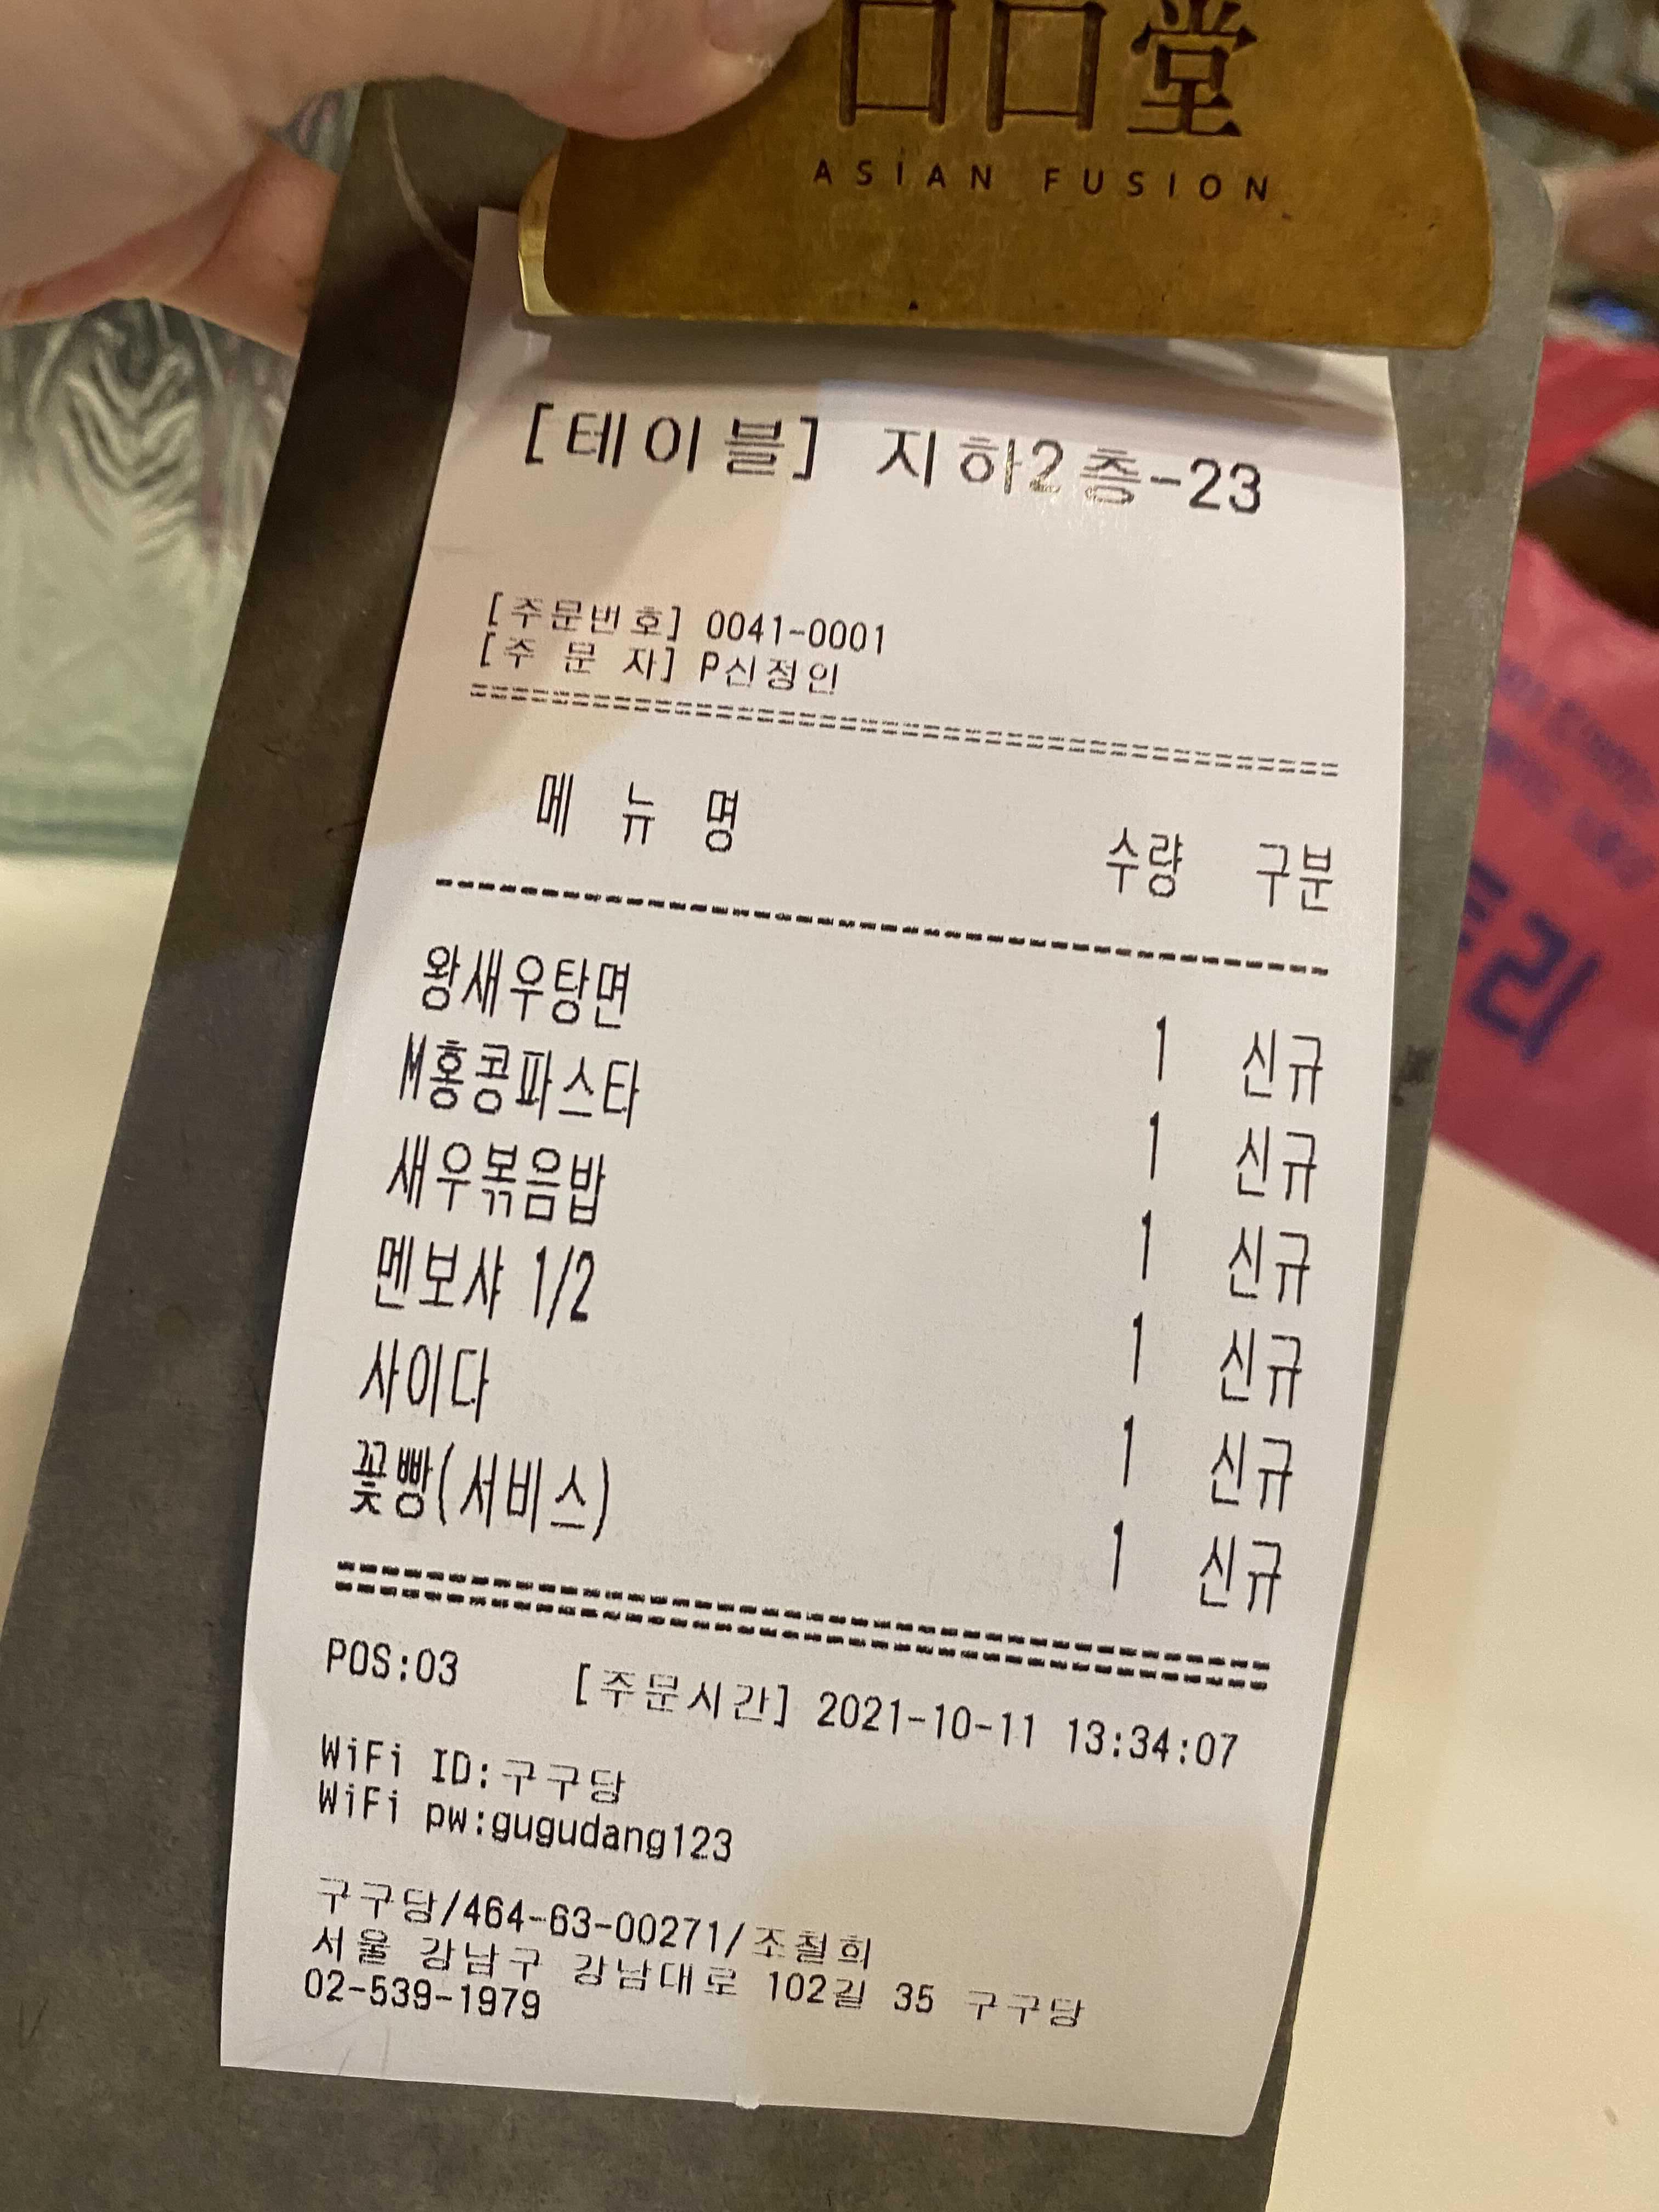 口口堂
ASIAN FUSION
[테이블] 지하2층-23
[주문번호] 0041-0001
[주 문 자] P신정인
메 뉴 명 수량 구분
왕새우탕면 1 신규
M홍콩파스타 1 신규
새우볶음밥 1 신규
멘보샤 1/2 1 신규
사이다 1 신규
꽃빵(서비스) 1 신규
POS:03 [주문시간] 2021-10-11 13:34:07
WiFi ID:구구당
WiFi pw:gugudang123
구구당/464-63-00271/조철희
서울 강남구 강남대로 102길 35 구구당
02-539-1979